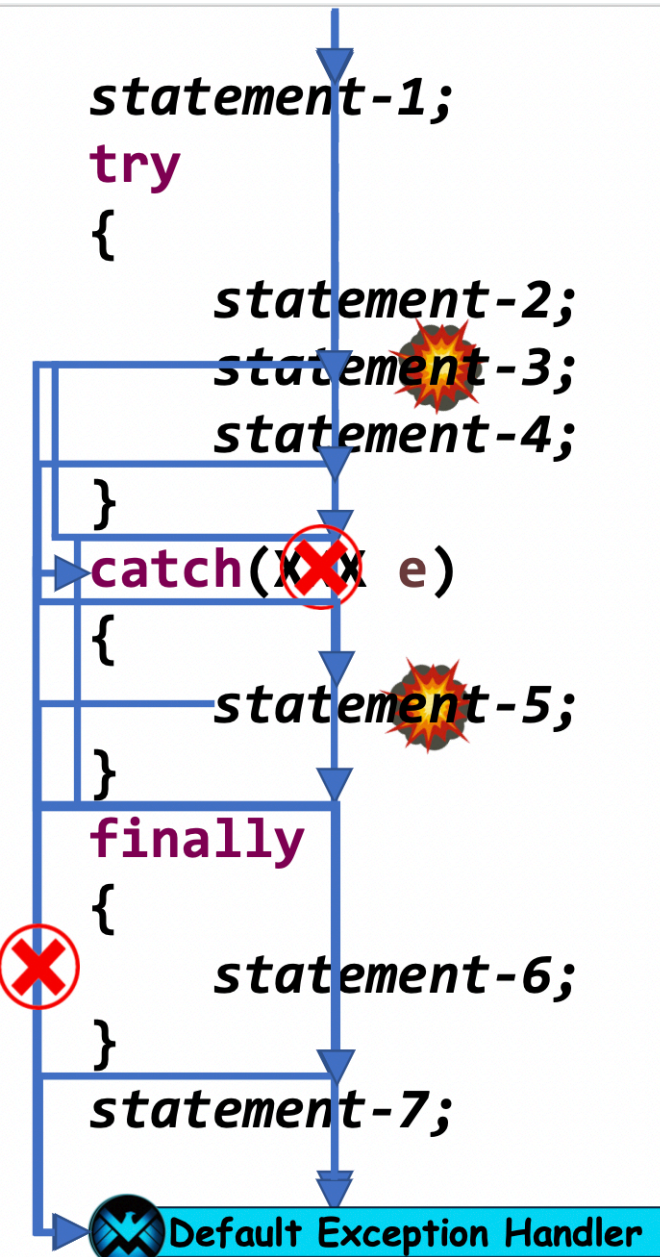 statement-1;
try
{
statement-2;
statement-3;
statement-4;
}
catch( e)
{
statement-5;
}
finally
{
statement-6;
}
statement-7;
Default Exception Handler